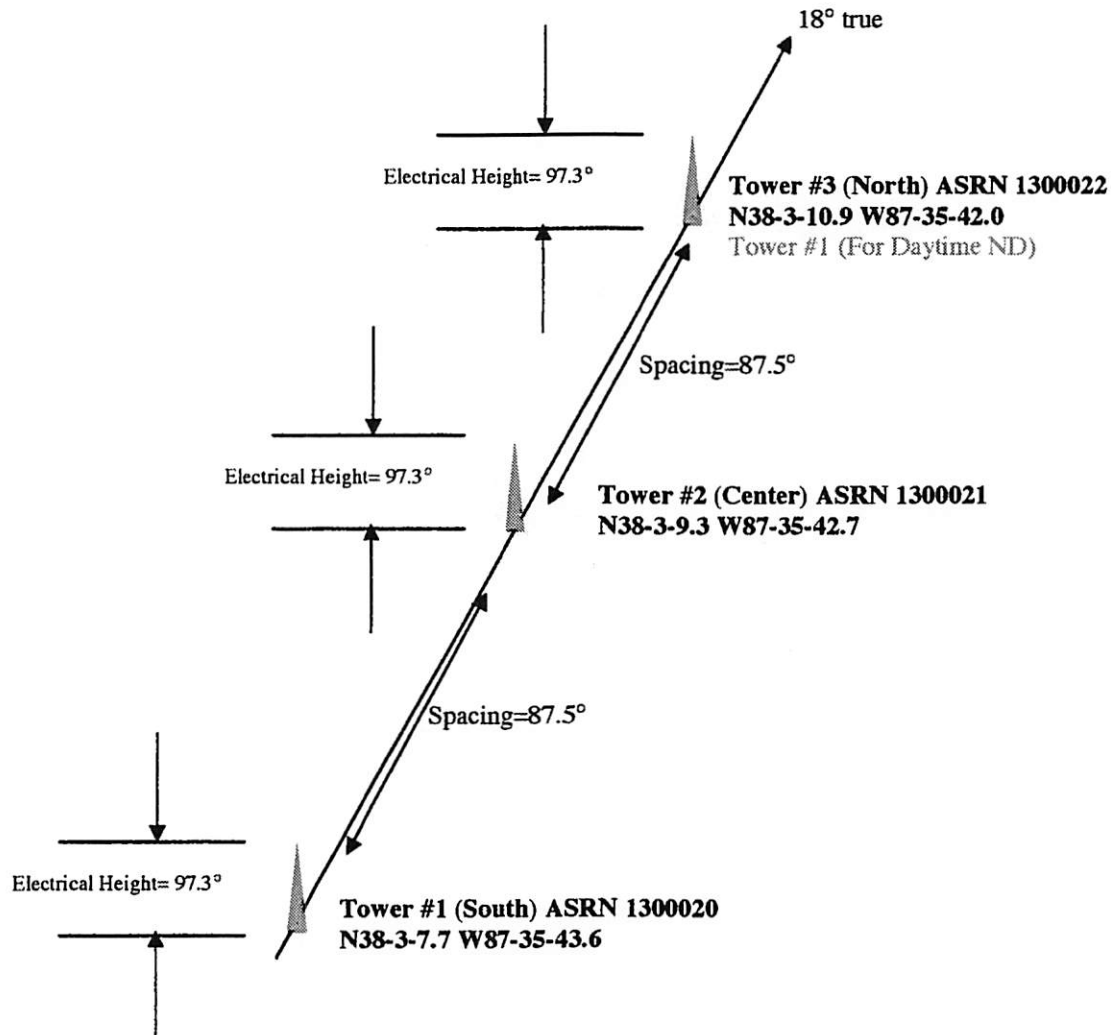 18° true
Electrical Height= 97.3°
Tower #3 (North) ASRN 1300022
N38-3-10.9 W87-35-42.0
Tower #1 (For Daytime ND)
Spacing=87.5°
Electrical Height= 97.3°
Tower #2 (Center) ASRN 1300021
N38-3-9.3 W87-35-42.7
Spacing=87.5°
Electrical Height= 97.3°
Tower #1 (South) ASRN 1300020
N38-3-7.7 W87-35-43.6